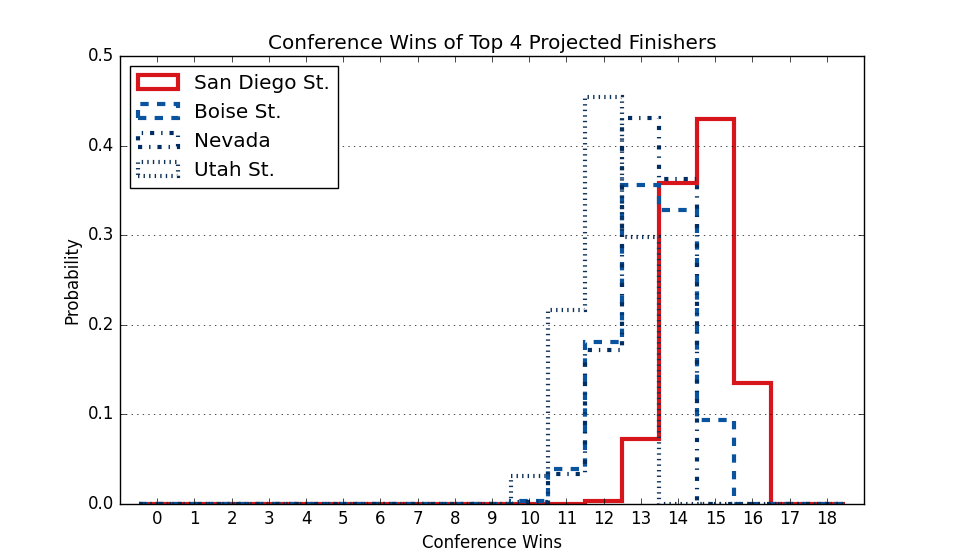 Conference Wins of Top 4 Projected Finishers
San Diego St.
Boise St.
Nevada
Utah St.
0.5
0.4
0.3
0.2
0.1
0.0
Probability
0 1 2 3 4 5 6 7 8 9 10 11 12 13 14 15 16 17 18
Conference Wins